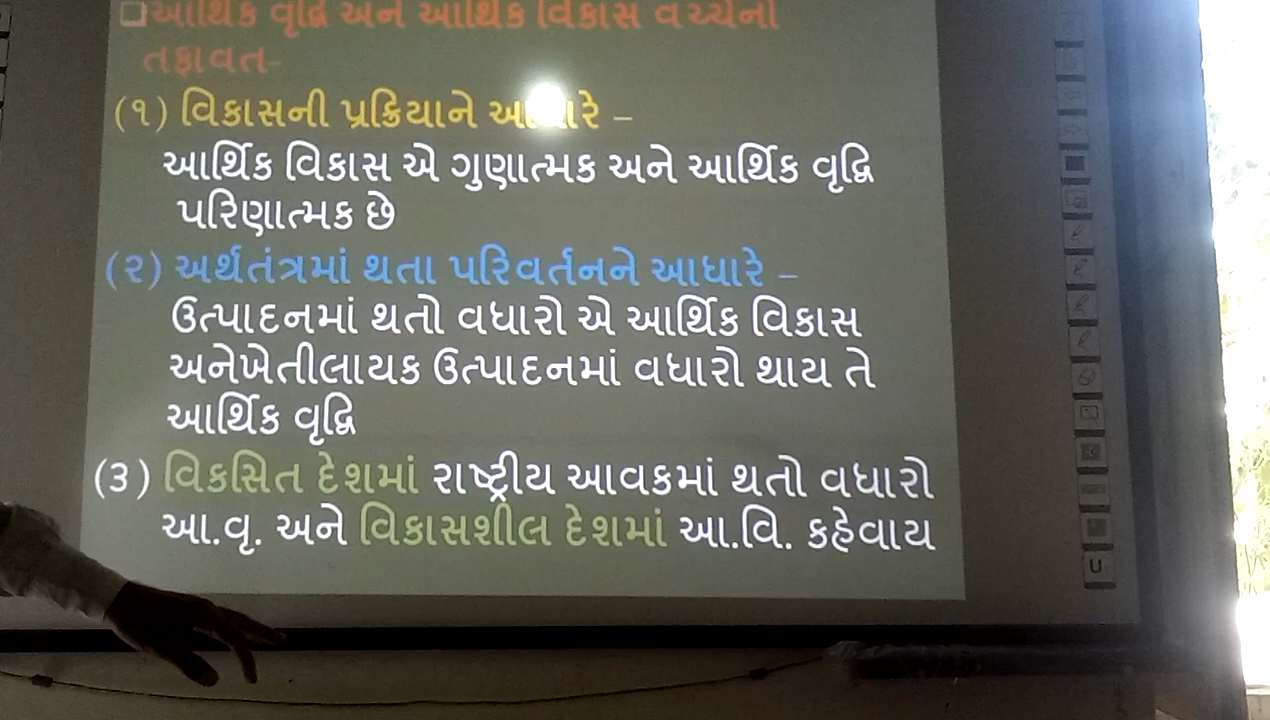 આર્થિક વૃદ્ધિ અને આર્થિક વિકાસ વચ્ચેનો
તફાવત-
(૧) વિકાસની પ્રક્રિયાને આધારે –
આર્થિક વિકાસ એ ગુણાત્મક અને આર્થિક વૃદ્ધિ
પરિણાત્મક છે
(૨) અર્થતંત્રમાં થતા પરિવર્તનને આધારે –
ઉત્પાદનમાં થતો વધારો એ આર્થિક વિકાસ
અનેખેતીલાયક ઉત્પાદનમાં વધારો થાય તે
આર્થિક વૃદ્ધિ
(૩) વિકસિત દેશમાં રાષ્ટ્રીય આવકમાં થતો વધારો
આ.વૃ. અને વિકાસશીલ દેશમાં આ.વિ. કહેવાય